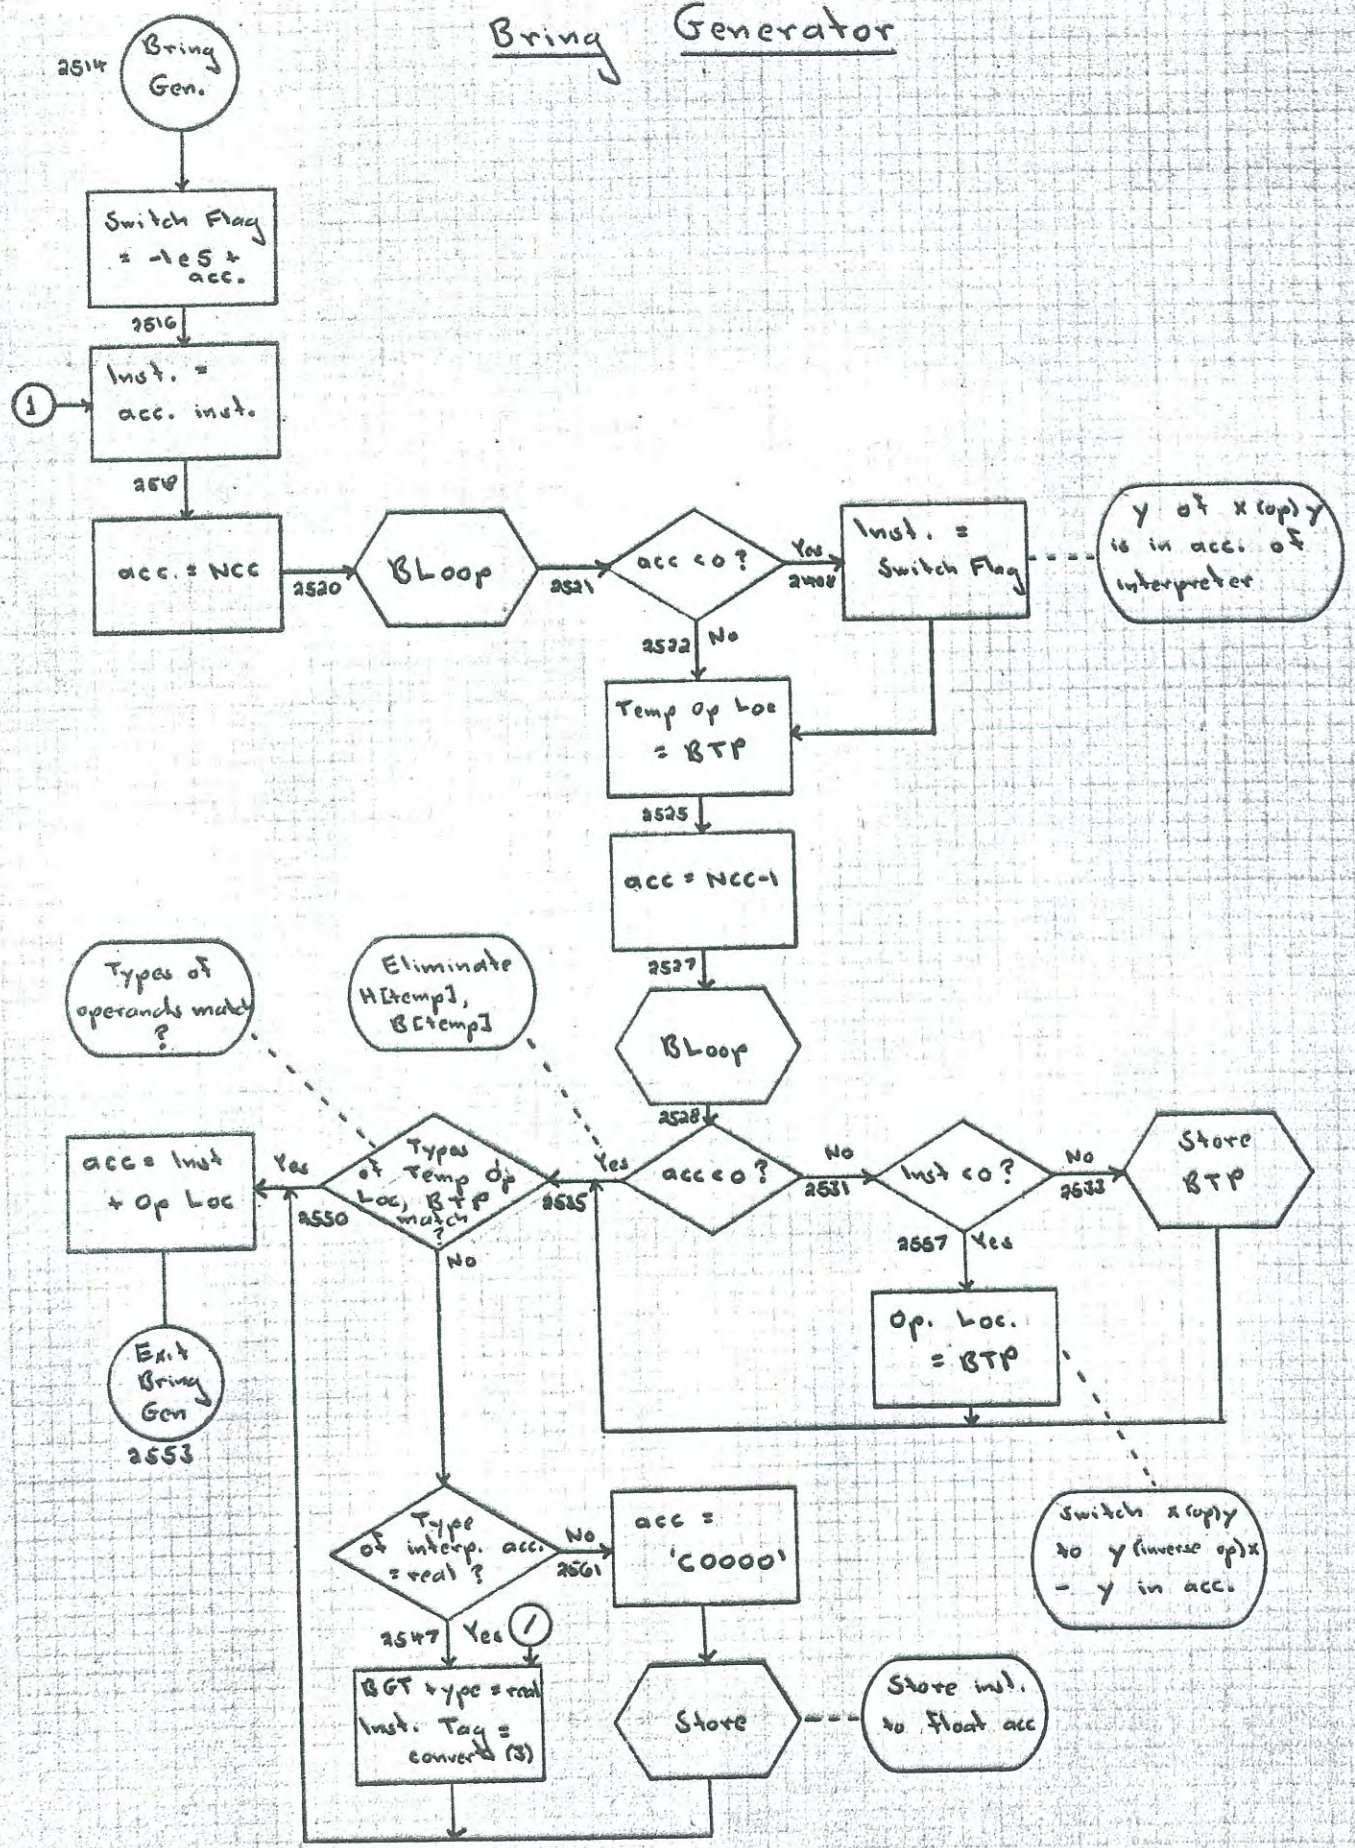 Bring Generator
2514
Bring
Gen.
Switch Flag
= -1e5 +
acc.
2516
1
Inst. =
acc. inst.
2518
acc. = NCC
2520
BLoop
2521
acc < 0 ?
Yes
2408
Inst. =
Switch Flag
y of x (op) y
is in acc. of
interpreter
2522
No
Temp Op Loc
= BTP
2525
acc = NCC-1
2527
BLoop
2528
Types of
operands match
?
Eliminate
H[temp],
B[temp]
acc = Inst
+ Op Loc
Yes
2550
Types
of Temp Op
Loc, BTP
match
?
Yes
2535
acc < 0 ?
No
2531
Inst < 0 ?
No
2533
Store
BTP
No
2557
Yes
Op. Loc.
= BTP
Exit
Bring
Gen
2553
Switch x(op)y
to y (inverse op) x
- y in acc.
Type
of interp. acc.
= real ?
No
2561
acc =
'C0000'
2547
Yes
1
BGT type = real
Inst. Tag =
convert (3)
Store
Store inst.
to float acc